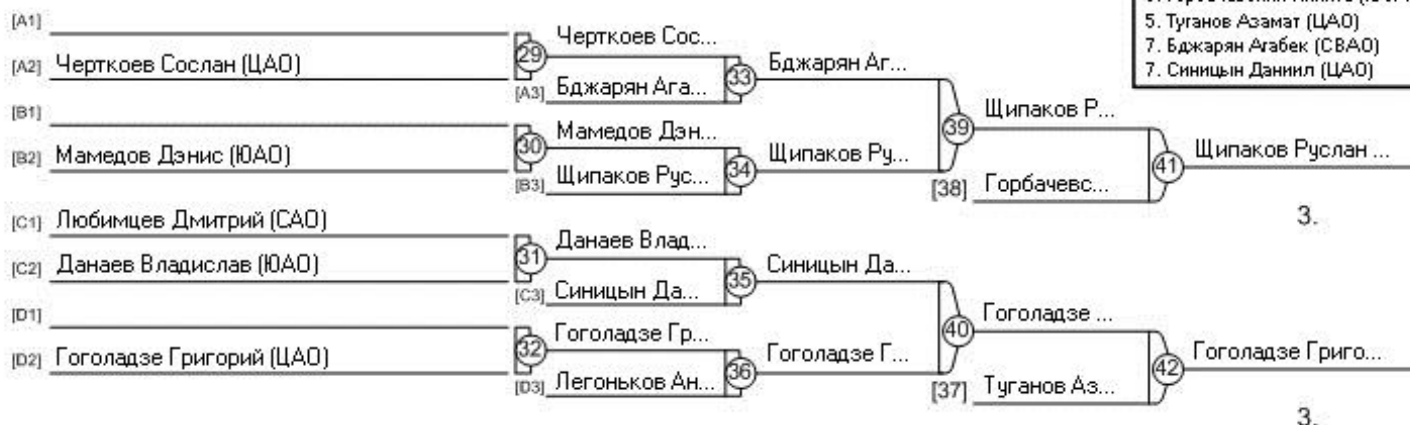 5. Туганов Азамат (ЦАО)
7. Бджарян Агабек (СВАО)
7. Синицын Даниил (ЦАО)
[A1]
[A2] Черткоев Сослан (ЦАО)
29
Черткоев Сос...
[A3] Бджарян Ага...
33
Бджарян Аг...
[B1]
[B2] Мамедов Дэнис (ЮАО)
30
Мамедов Дэн...
[B3] Щипаков Рус...
34
Щипаков Ру...
39
Щипаков Р...
[38] Горбачевс...
41
Щипаков Руслан ...
3.
[C1] Любимцев Дмитрий (САО)
[C2] Данаев Владислав (ЮАО)
31
Данаев Влад...
[C3] Синицын Да...
35
Синицын Да...
[D1]
[D2] Гоголадзе Григорий (ЦАО)
32
Гоголадзе Гр...
[D3] Легоньков Ан...
36
Гоголадзе Г...
40
Гоголадзе ...
[37] Туганов Аз...
42
Гоголадзе Григо...
3.